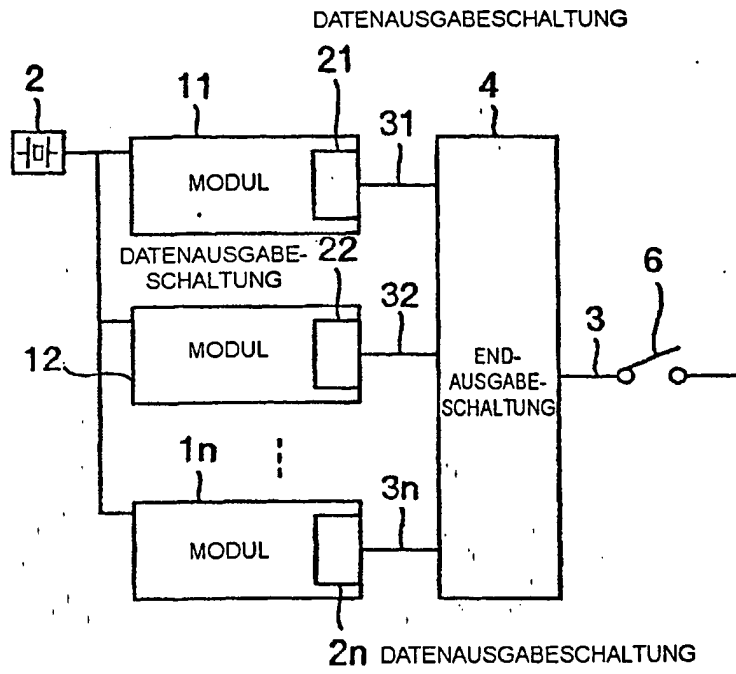 DATENAUSGABESCHALTUNG
2
11
21
4
31
MODUL
DATENAUSGABE-
SCHALTUNG
22
32
6
12
MODUL
END-
AUSGABE-
SCHALTUNG
3
1n
3n
MODUL
2n DATENAUSGABESCHALTUNG